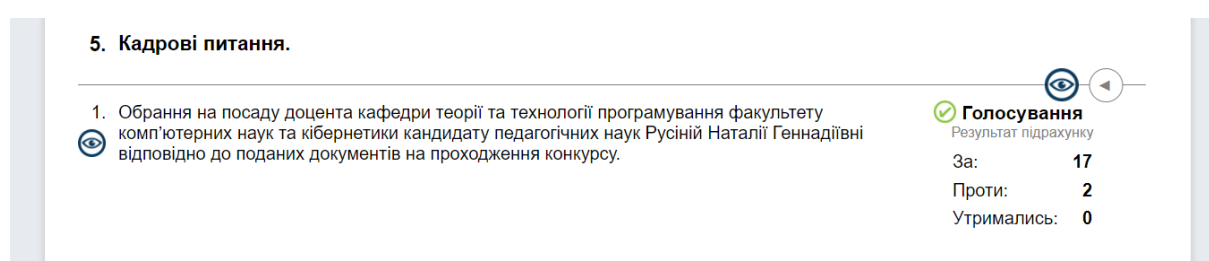 5. Кадрові питання.
1. Обрання на посаду доцента кафедри теорії та технології програмування факультету
комп'ютерних наук та кібернетики кандидату педагогічних наук Русіній Наталії Геннадіївні
відповідно до поданих документів на проходження конкурсу.
Голосування
Результат підрахунку
За: 17
Проти: 2
Утримались: 0